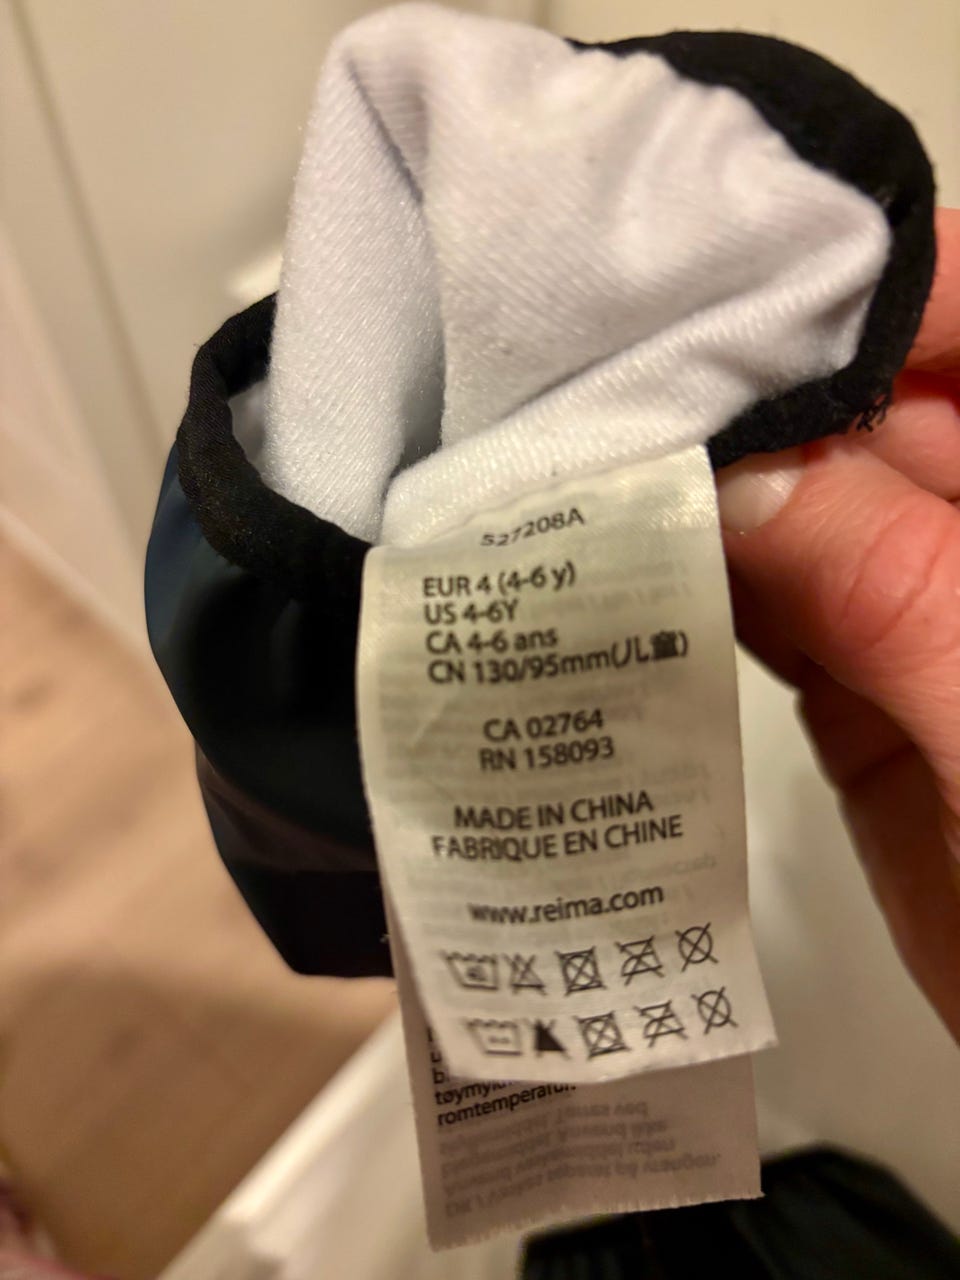 527208A
EUR 4 (4-6 y)
US 4-6Y
CA 4-6 ans
CN 130/95mm(儿童)
CA 02764
RN 158093
MADE IN CHINA
FABRIQUE EN CHINE
www.reima.com
romtemperatur.